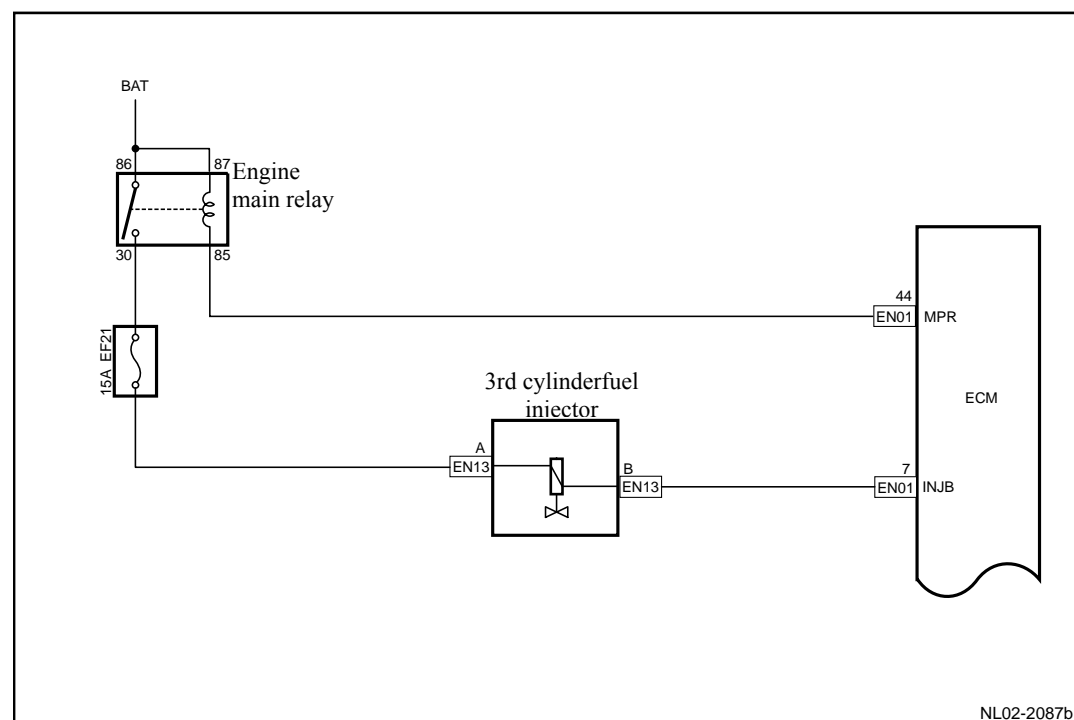 BAT
86
87
Engine
main relay
30
85
15A EF21
44
EN01
MPR
3rd cylinderfuel
injector
ECM
A
EN13
B
EN13
7
EN01
INJB
NL02-2087b